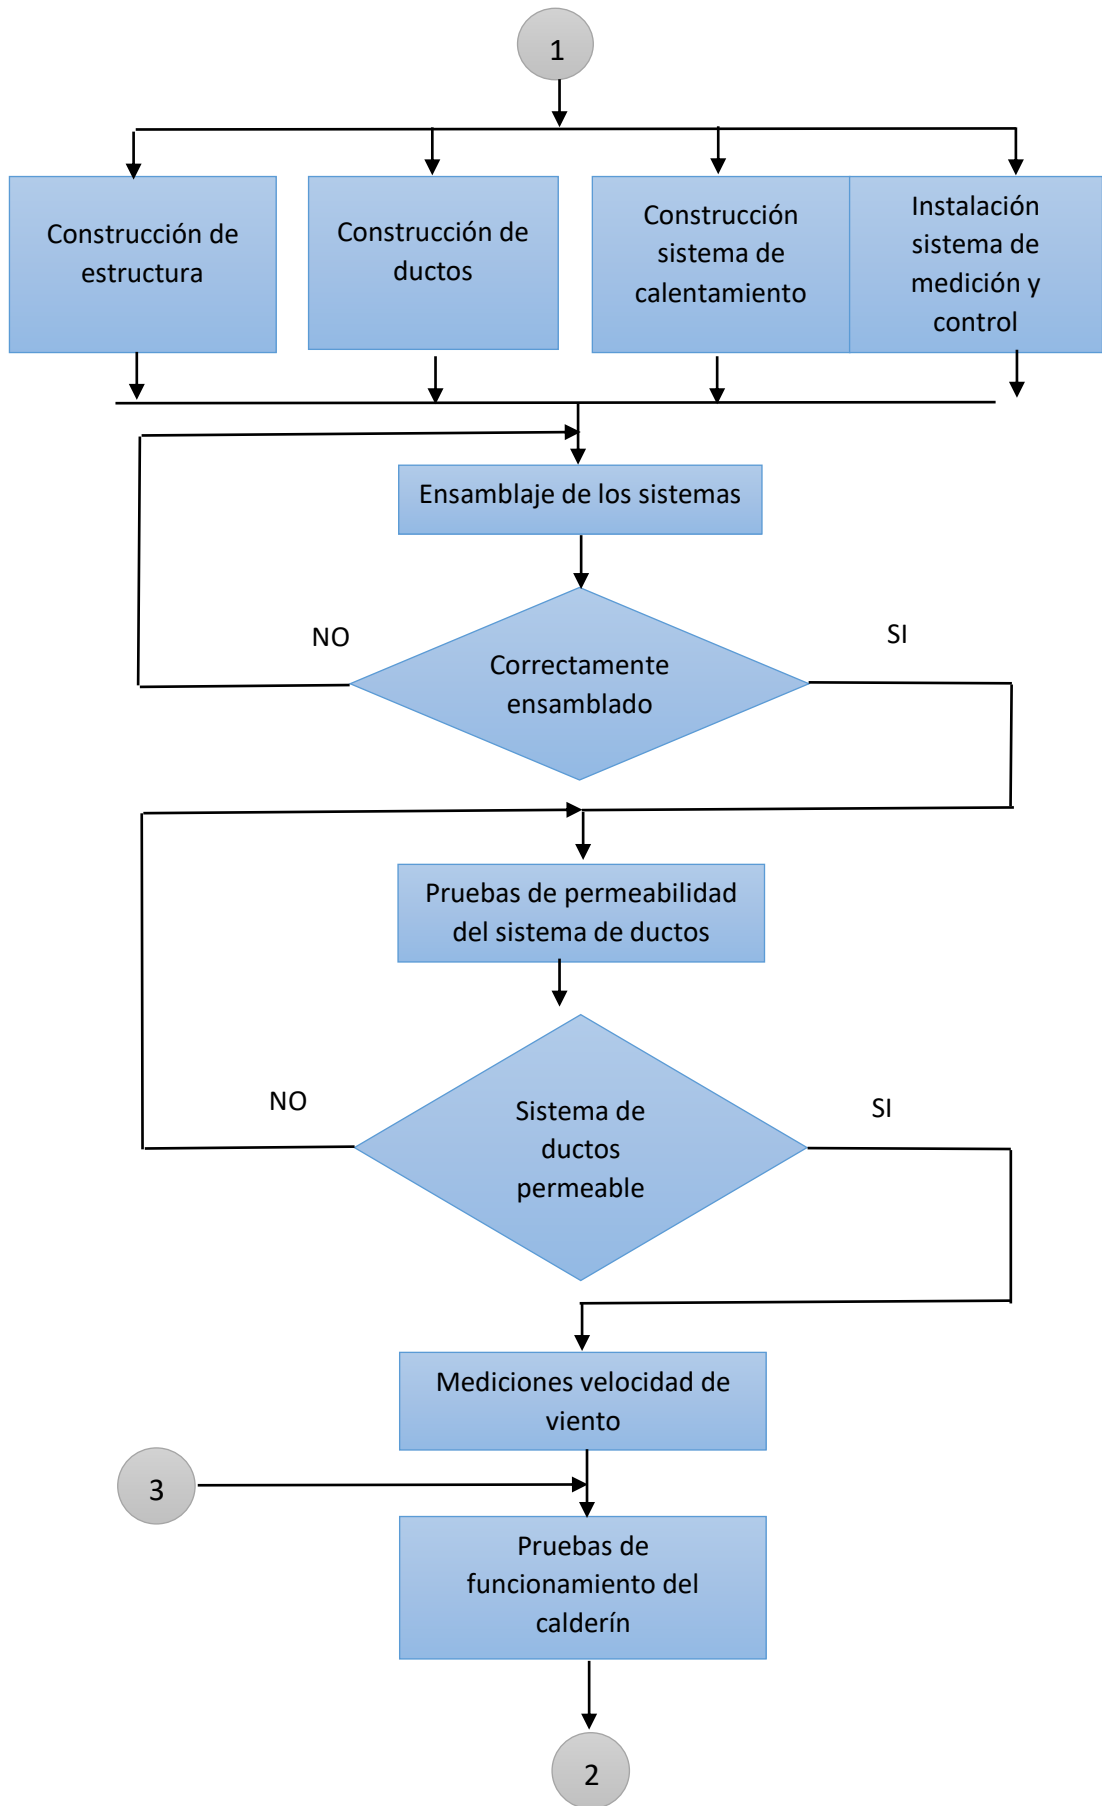 1
Construcción de
estructura
Construcción de
ductos
Construcción
sistema de
calentamiento
Instalación
sistema de
medición y
control
Ensamblaje de los sistemas
NO
SI
Correctamente
ensamblado
Pruebas de permeabilidad
del sistema de ductos
NO
SI
Sistema de
ductos
permeable
Mediciones velocidad de
viento
3
Pruebas de
funcionamiento del
calderín
2